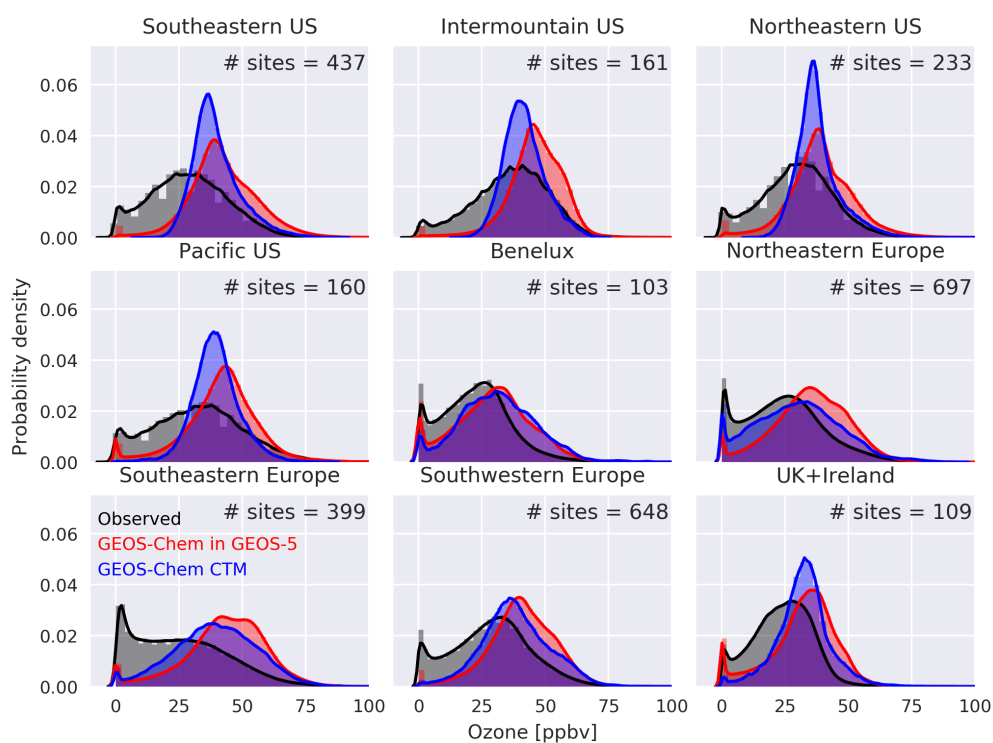 Southeastern US
Intermountain US
Northeastern US
# sites = 437
# sites = 161
# sites = 233
0.06
0.04
0.02
0.00
Pacific US
Benelux
Northeastern Europe
# sites = 160
# sites = 103
# sites = 697
0.06
0.04
0.02
0.00
Probability density
Southeastern Europe
Southwestern Europe
UK+Ireland
# sites = 399
# sites = 648
# sites = 109
Observed
GEOS-Chem in GEOS-5
GEOS-Chem CTM
0.06
0.04
0.02
0.00
0 25 50 75 100
0 25 50 75 100
0 25 50 75 100
Ozone [ppbv]